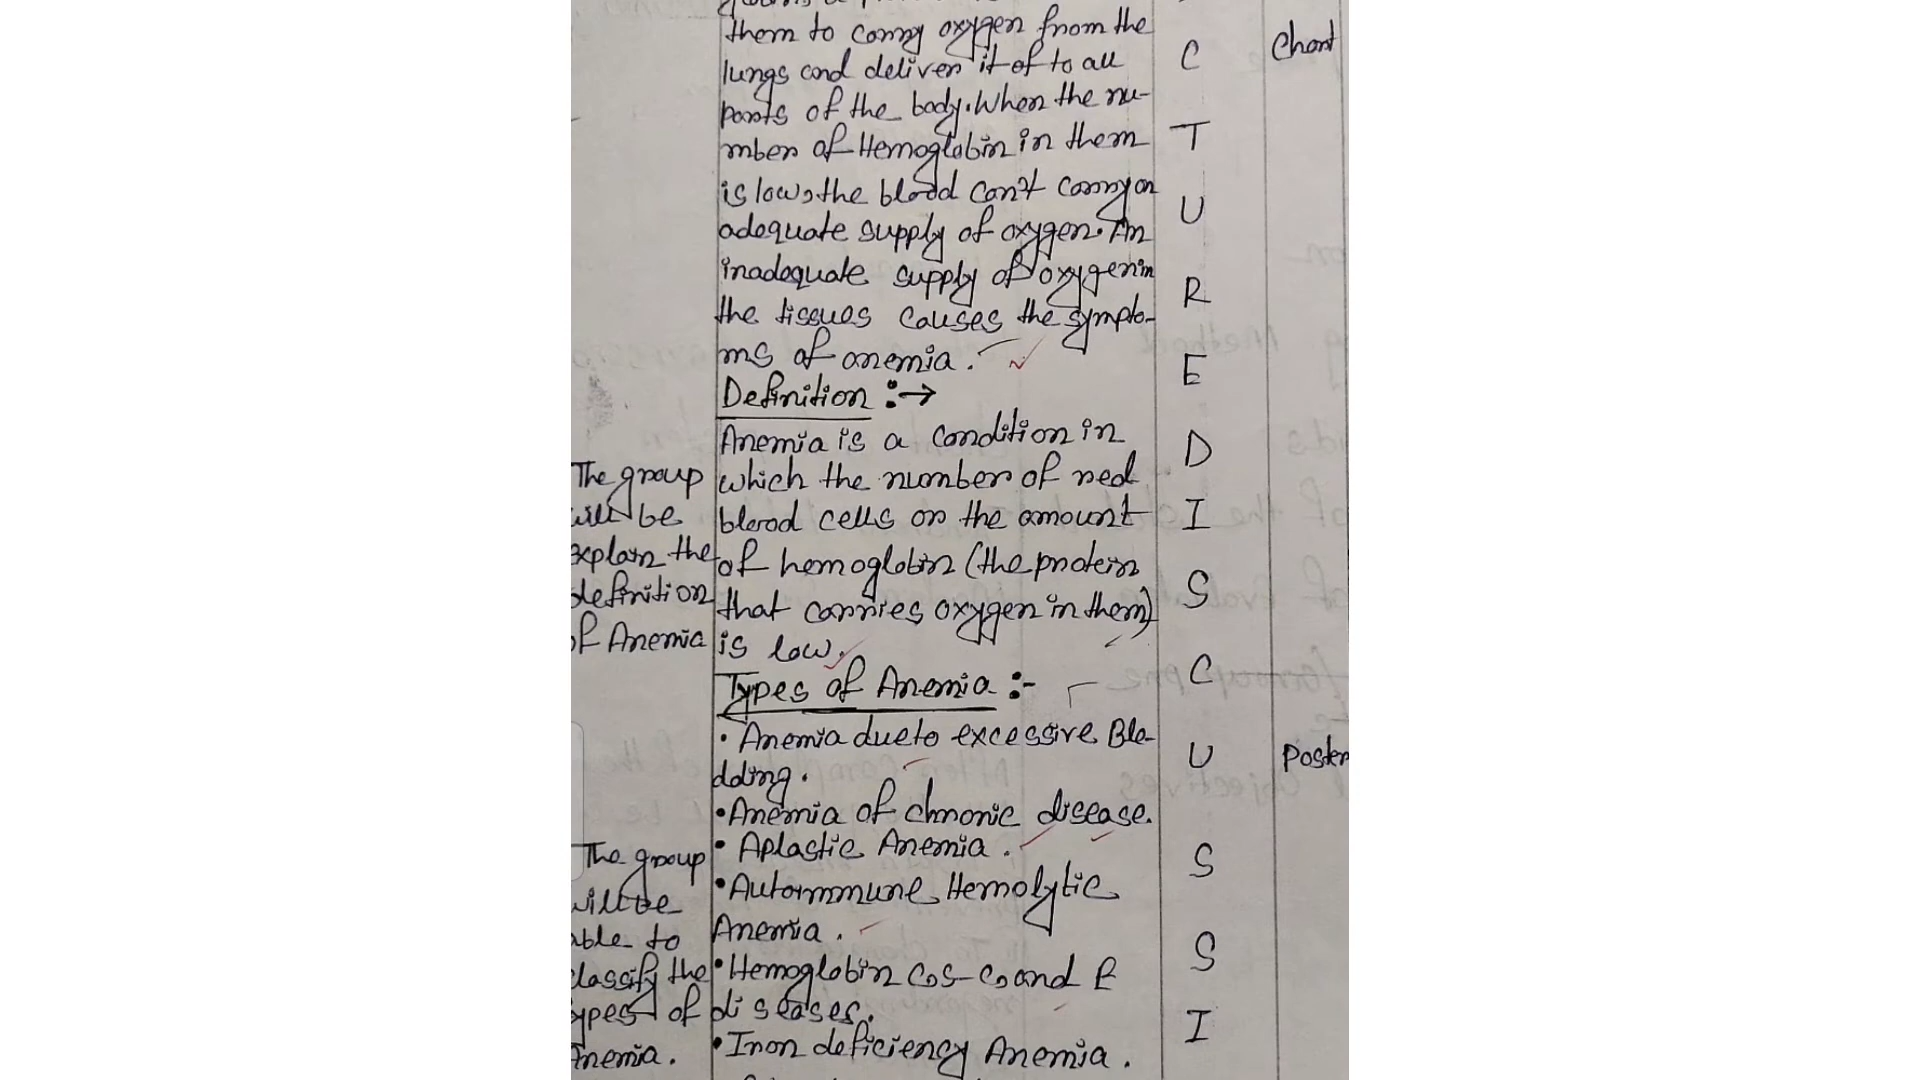 them to carry oxygen from the
lungs and deliver it of to all
parts of the body. When the nu-
mber of Hemoglobin in them
is low, the blood can't carry an
adequate supply of oxygen. An
inadequate supply of oxygen in
the tissues causes the sympto-
ms of anemia.
Definition :→
Anemia is a condition in
which the number of red
blood cells or the amount
of hemoglobin (the protein
that carries oxygen in them)
is low.
Types of Anemia :-
• Anemia due to excessive Ble-
dding.
• Anemia of chronic disease.
• Aplastic Anemia.
• Autoimmune Hemolytic
Anemia.
• Hemoglobin C, S-C, and E
diseases.
• Iron deficiency Anemia.
The group
will be
explain the
definition
of Anemia
The group
will be
able to
classify the
types of
Anemia.
C
T
U
R
E
D
I
S
C
U
S
S
I
Chart
Poster